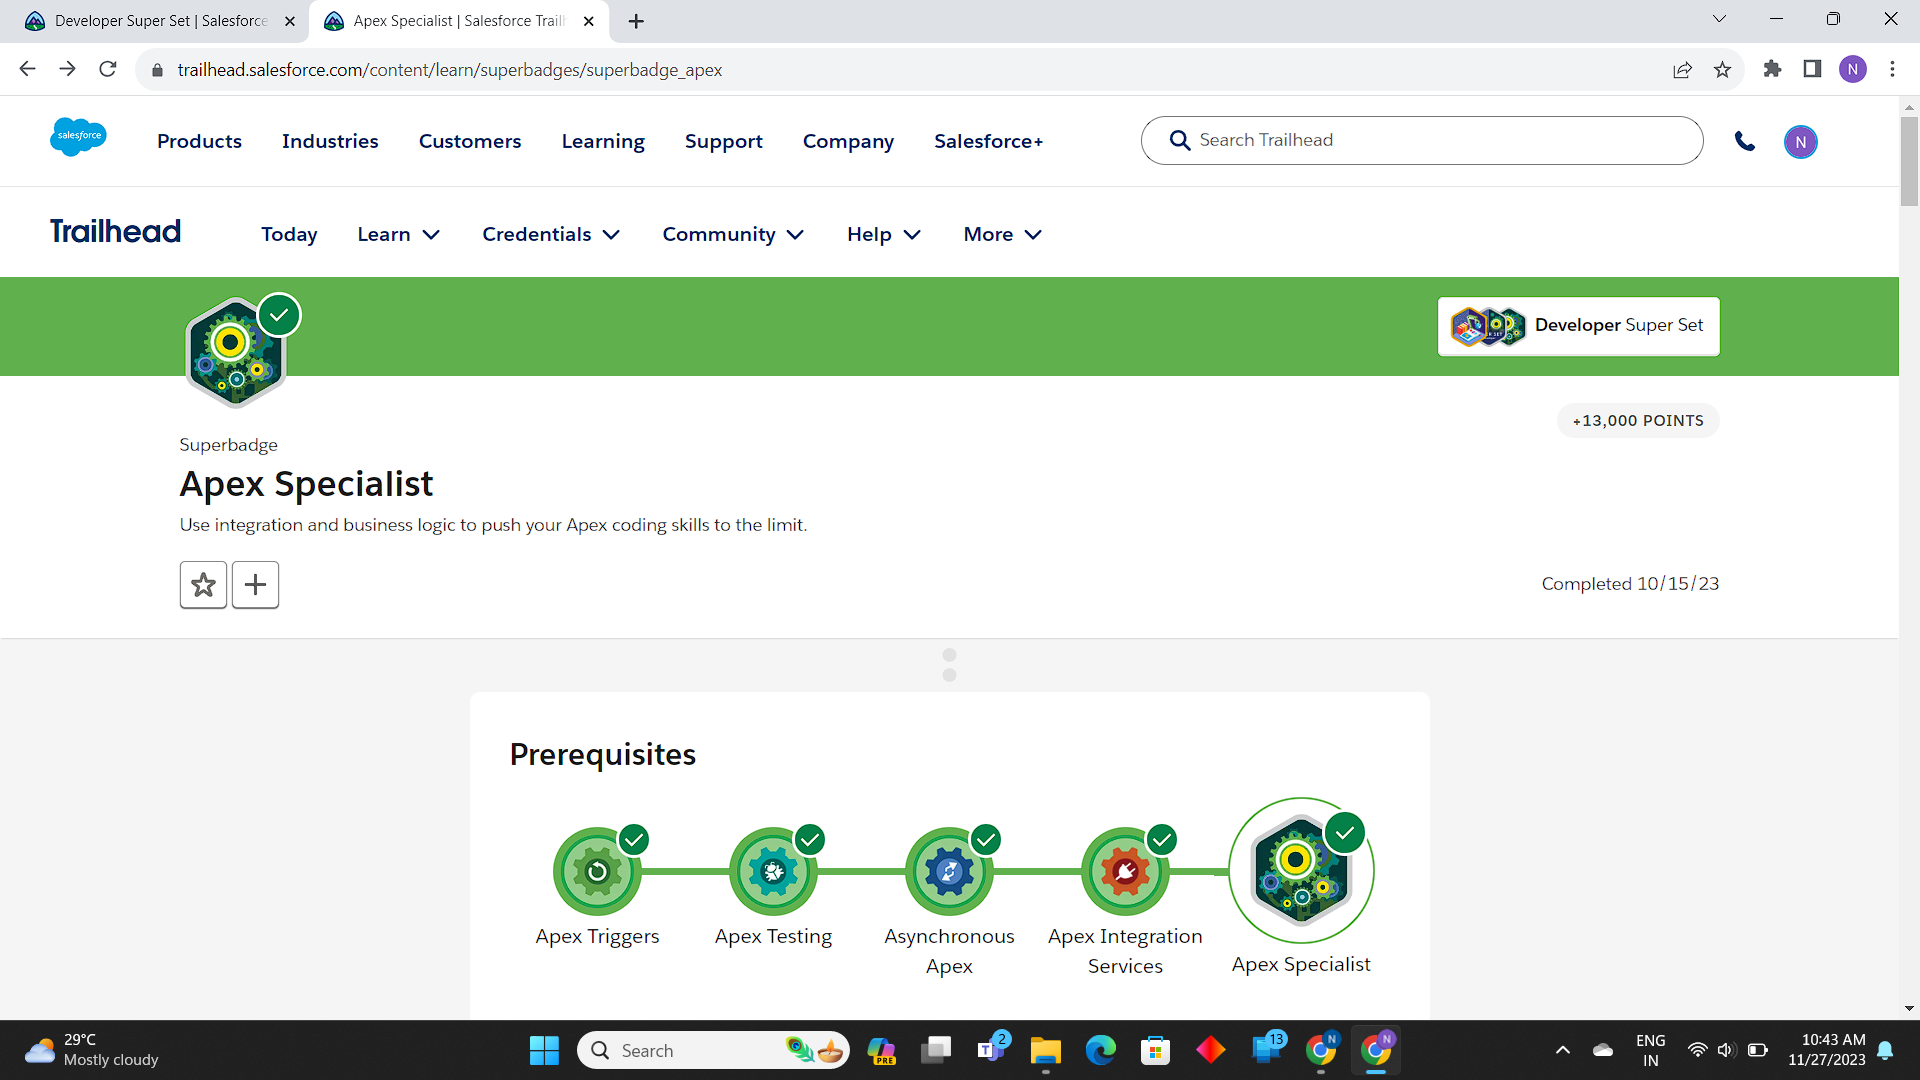 Developer Super Set | Salesforce
Apex Specialist | Salesforce Trail
trailhead.salesforce.com/content/learn/superbadges/superbadge_apex
N
salesforce
Products Industries Customers Learning Support Company Salesforce+
Search Trailhead
N
Trailhead
Today Learn Credentials Community Help More
Developer Super Set
+13,000 POINTS
Superbadge
Apex Specialist
Use integration and business logic to push your Apex coding skills to the limit.
Completed 10/15/23
Prerequisites
Apex Triggers
Apex Testing
Asynchronous
Apex
Apex Integration
Services
Apex Specialist
29°C
Mostly cloudy
Search
PRE
T
2
13
N
N
ENG
IN
10:43 AM
11/27/2023